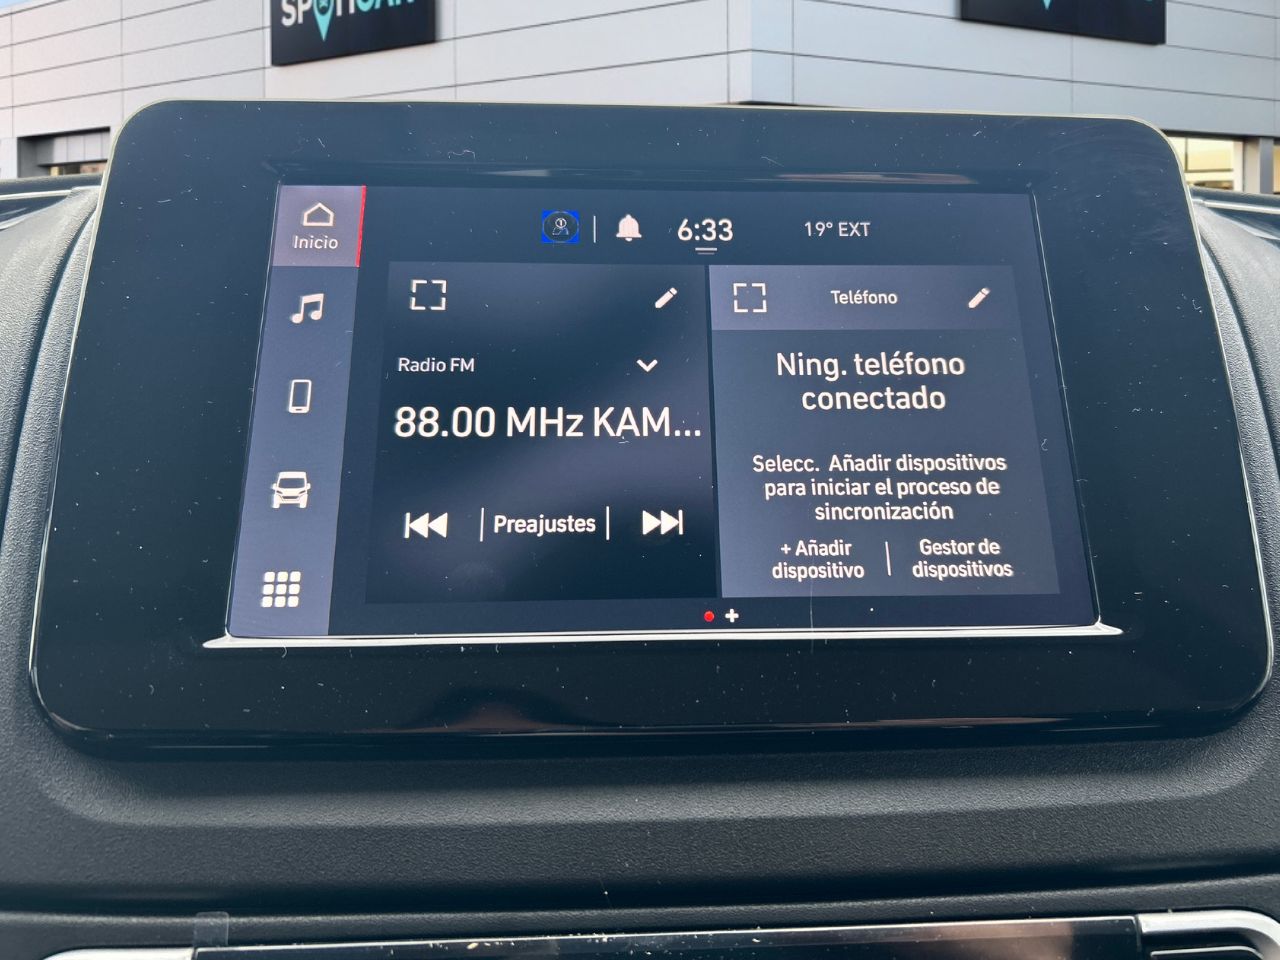 SPOTICAR
Inicio
6:33
19° EXT
Radio FM
88.00 MHz KAM...
Preajustes
Teléfono
Ning. teléfono
conectado
Selecc. Añadir dispositivos
para iniciar el proceso de
sincronización
+ Añadir
dispositivo
Gestor de
dispositivos